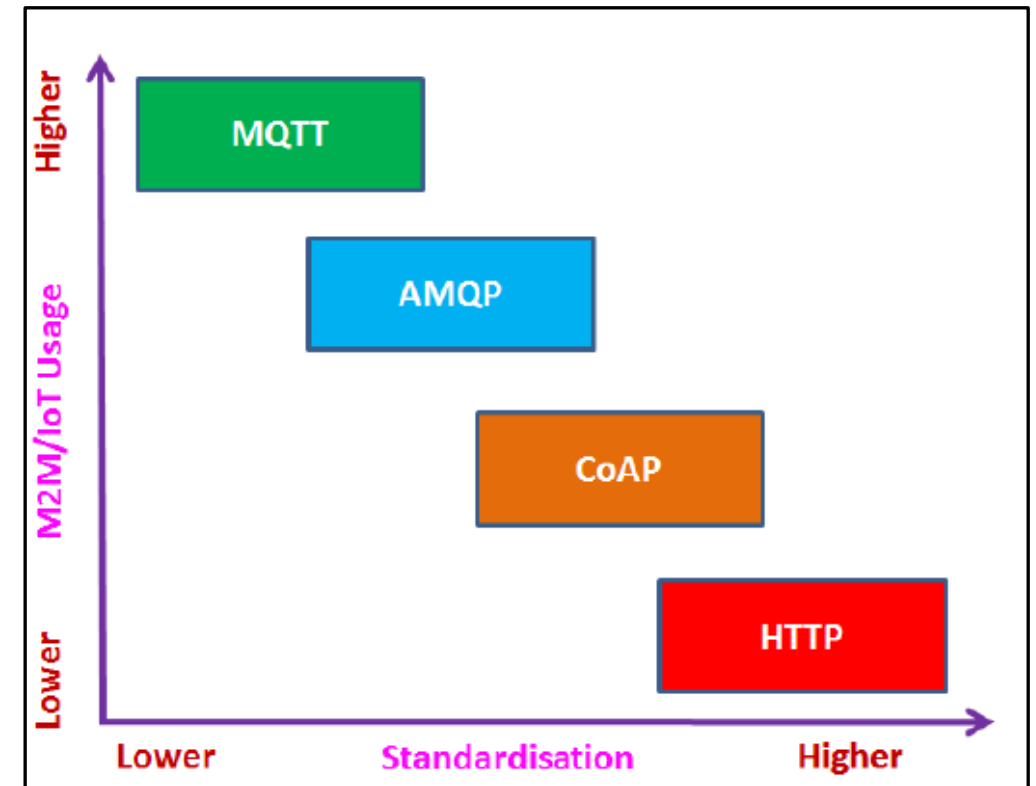 Higher
MQTT
AMQP
M2M/IoT Usage
CoAP
HTTP
Lower
Lower Standardisation Higher